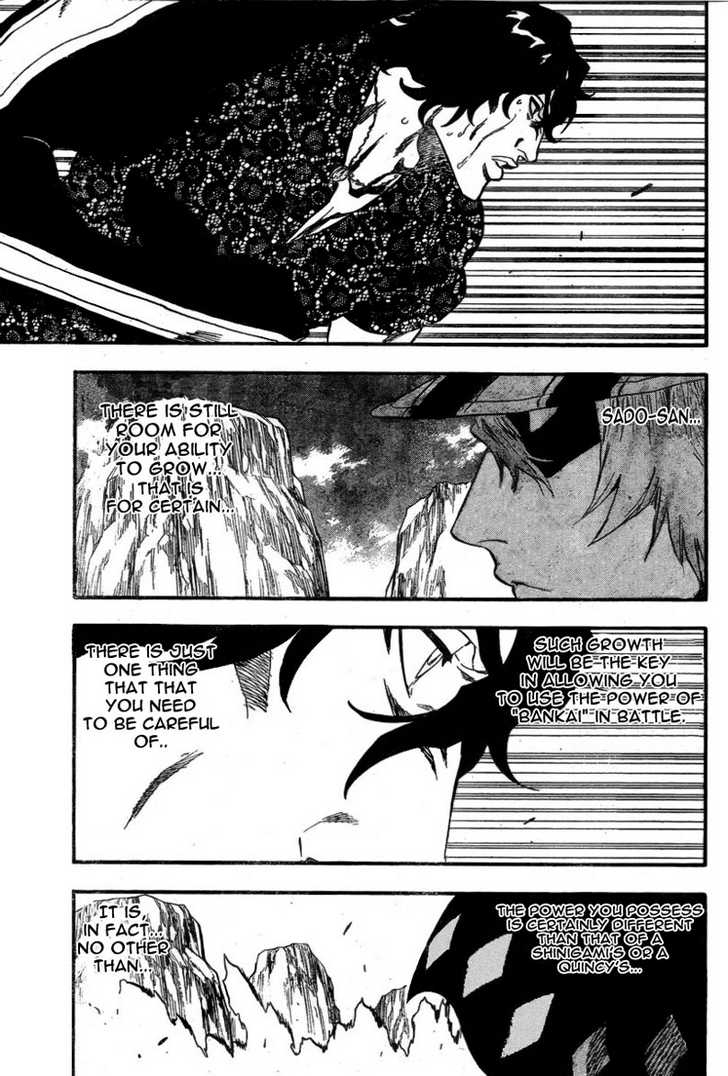 SADO-SAN...
THERE IS STILL
ROOM FOR
YOUR ABILITY
TO GROW...
THAT IS
FOR CERTAIN...
SUCH GROWTH
WILL BE THE KEY
IN ALLOWING YOU
TO USE THE POWER OF
"BANKAI" IN BATTLE.
THERE IS JUST
ONE THING
THAT THAT
YOU NEED
TO BE CAREFUL
OF..
THE POWER YOU POSSESS
IS CERTAINLY DIFFERENT
THAN THAT OF A
SHINIGAMI'S OR A
QUINCY'S...
IT IS,
IN FACT...
NO OTHER
THAN...